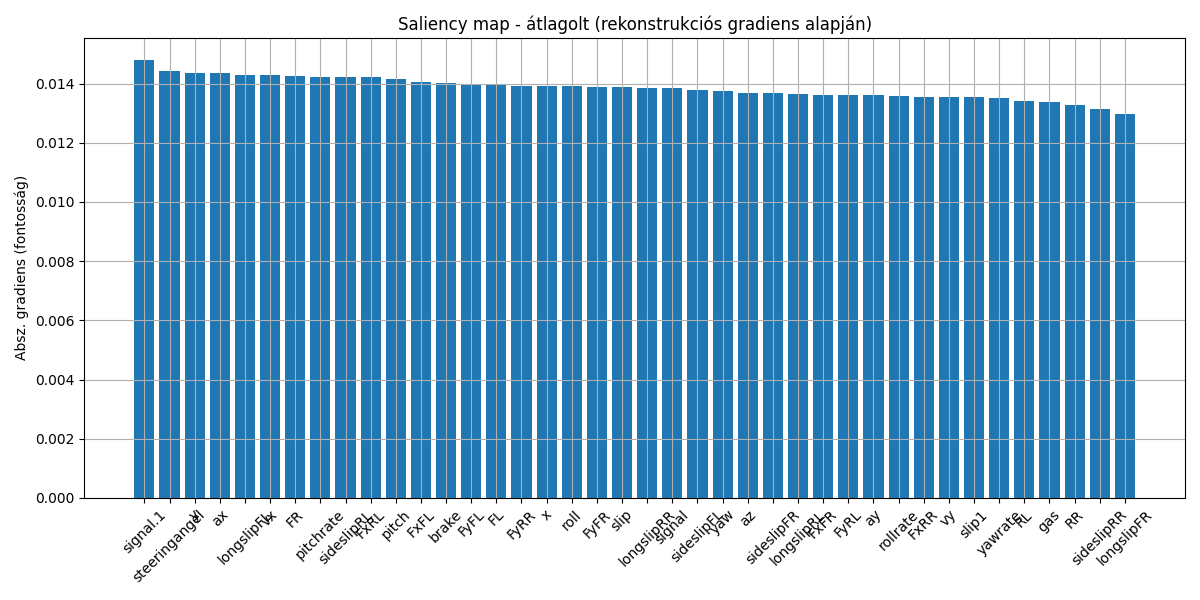 Saliency map - átlagolt (rekonstrukciós gradiens alapján)
Absz. gradiens (fontosság)
0.014
0.012
0.010
0.008
0.006
0.004
0.002
0.000
signal.1
steeringangle
ax
longslipFL
vx
FR
pitchrate
sideslipRL
FxRL
pitch
FxFL
brake
FyFL
FL
FyRR
x
roll
FyFR
slip
longslipRR
signal
sideslipFL
yaw
az
sideslipFR
longslipRL
FxFR
FyRL
ay
rollrate
FxRR
vy
slip1
yawrate
RL
gas
RR
sideslipRR
longslipFR